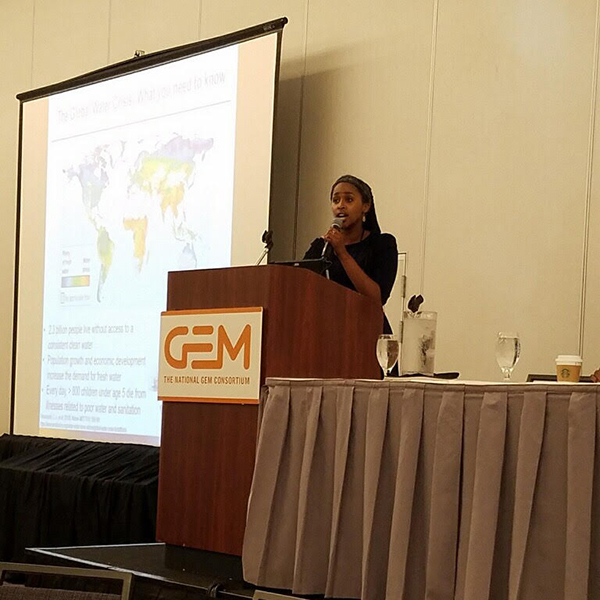 The Global Water Crisis: What you need to know
2.3 billion people live without access to a
consistent clean water
Population growth and economic development
increase the demand for fresh water
Every day > 800 children under age 5 die from
illnesses related to poor water and sanitation
GEM
THE NATIONAL GEM CONSORTIUM